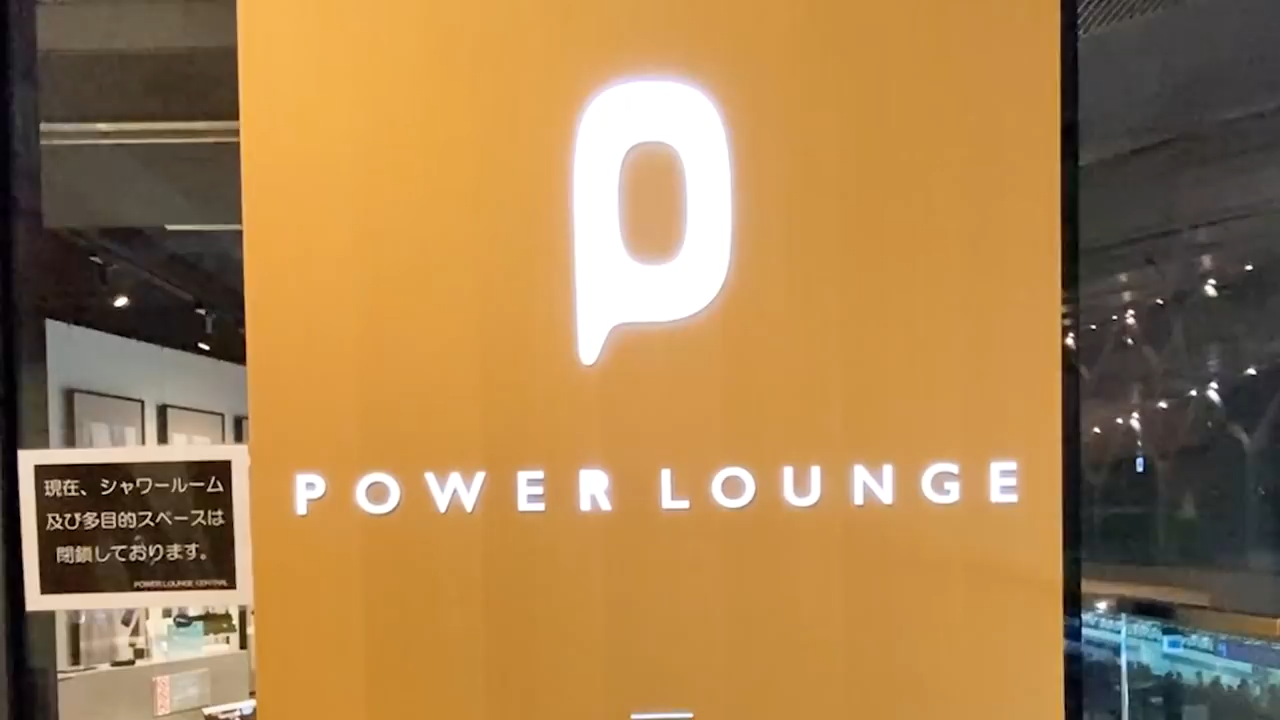 POWER LOUNGE
現在、シャワールーム
及び多目的スペースは
閉鎖しております。
POWER LOUNGE CENTRAL